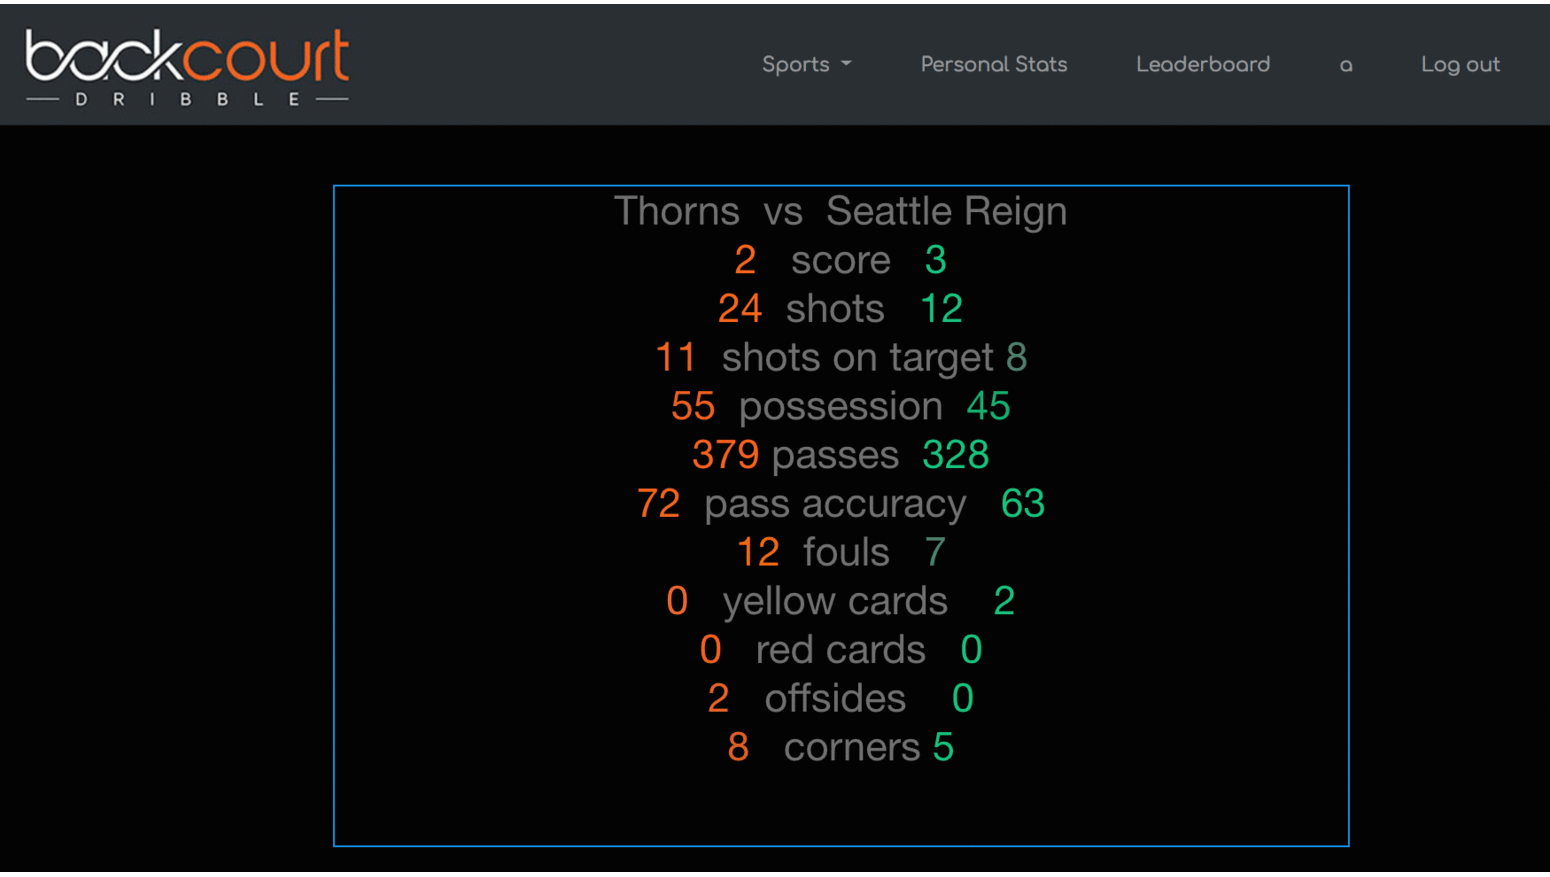 backcourt
DRIBBLE
Sports Personal Stats Leaderboard a Log out
Thorns vs Seattle Reign
2 score 3
24 shots 12
11 shots on target 8
55 possession 45
379 passes 328
72 pass accuracy 63
12 fouls 7
0 yellow cards 2
0 red cards 0
2 offsides 0
8 corners 5